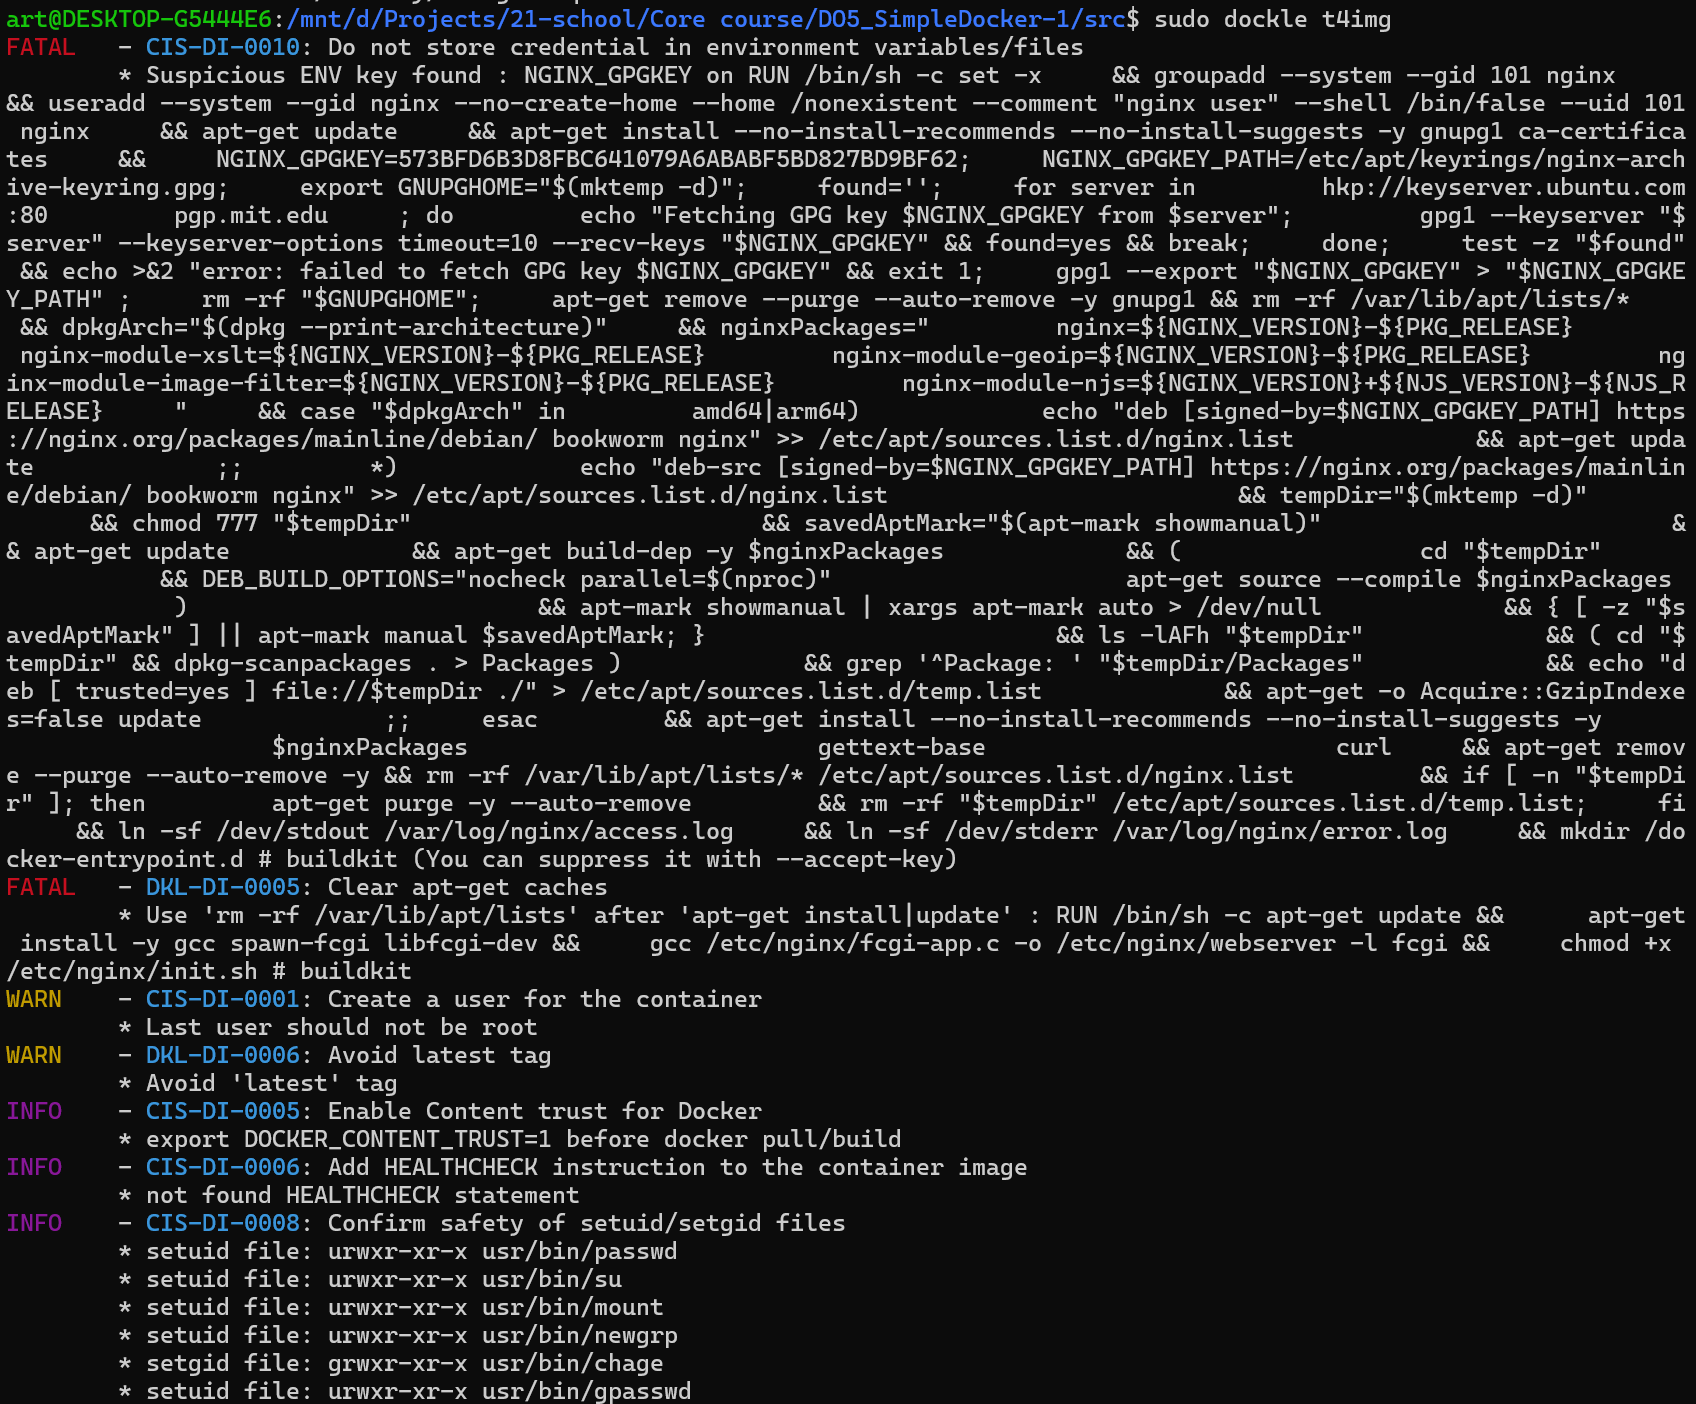 art@DESKTOP-G5444E6:/mnt/d/Projects/21-school/Core course/DO5_SimpleDocker-1/src$ sudo dockle t4img
FATAL   - CIS-DI-0010: Do not store credential in environment variables/files
        * Suspicious ENV key found : NGINX_GPGKEY on RUN /bin/sh -c set -x     && groupadd --system --gid 101 nginx
&& useradd --system --gid nginx --no-create-home --home /nonexistent --comment "nginx user" --shell /bin/false --uid 101
 nginx     && apt-get update     && apt-get install --no-install-recommends --no-install-suggests -y gnupg1 ca-certifica
tes     &&     NGINX_GPGKEY=573BFD6B3D8FBC641079A6ABABF5BD827BD9BF62;     NGINX_GPGKEY_PATH=/etc/apt/keyrings/nginx-arch
ive-keyring.gpg;     export GNUPGHOME="$(mktemp -d)";     found='';     for server in         hkp://keyserver.ubuntu.com
:80         pgp.mit.edu     ; do         echo "Fetching GPG key $NGINX_GPGKEY from $server";         gpg1 --keyserver "$
server" --keyserver-options timeout=10 --recv-keys "$NGINX_GPGKEY" && found=yes && break;     done;     test -z "$found"
 && echo >&2 "error: failed to fetch GPG key $NGINX_GPGKEY" && exit 1;     gpg1 --export "$NGINX_GPGKEY" > "$NGINX_GPGKE
Y_PATH" ;     rm -rf "$GNUPGHOME";     apt-get remove --purge --auto-remove -y gnupg1 && rm -rf /var/lib/apt/lists/*
 && dpkgArch="$(dpkg --print-architecture)"     && nginxPackages="         nginx=${NGINX_VERSION}-${PKG_RELEASE}
 nginx-module-xslt=${NGINX_VERSION}-${PKG_RELEASE}         nginx-module-geoip=${NGINX_VERSION}-${PKG_RELEASE}         ng
inx-module-image-filter=${NGINX_VERSION}-${PKG_RELEASE}         nginx-module-njs=${NGINX_VERSION}+${NJS_VERSION}-${NJS_R
ELEASE}     "     && case "$dpkgArch" in         amd64|arm64)             echo "deb [signed-by=$NGINX_GPGKEY_PATH] https
://nginx.org/packages/mainline/debian/ bookworm nginx" >> /etc/apt/sources.list.d/nginx.list             && apt-get upda
te             ;;         *)             echo "deb-src [signed-by=$NGINX_GPGKEY_PATH] https://nginx.org/packages/mainlin
e/debian/ bookworm nginx" >> /etc/apt/sources.list.d/nginx.list                         && tempDir="$(mktemp -d)"
      && chmod 777 "$tempDir"                         && savedAptMark="$(apt-mark showmanual)"                         &
& apt-get update             && apt-get build-dep -y $nginxPackages             && (                 cd "$tempDir"
           && DEB_BUILD_OPTIONS="nocheck parallel=$(nproc)"                     apt-get source --compile $nginxPackages
            )                         && apt-mark showmanual | xargs apt-mark auto > /dev/null             && { [ -z "$s
avedAptMark" ] || apt-mark manual $savedAptMark; }                         && ls -lAFh "$tempDir"             && ( cd "$
tempDir" && dpkg-scanpackages . > Packages )             && grep '^Package: ' "$tempDir/Packages"             && echo "d
eb [ trusted=yes ] file://$tempDir ./" > /etc/apt/sources.list.d/temp.list             && apt-get -o Acquire::GzipIndexe
s=false update             ;;     esac         && apt-get install --no-install-recommends --no-install-suggests -y
                   $nginxPackages                         gettext-base                         curl     && apt-get remov
e --purge --auto-remove -y && rm -rf /var/lib/apt/lists/* /etc/apt/sources.list.d/nginx.list         && if [ -n "$tempDi
r" ]; then         apt-get purge -y --auto-remove         && rm -rf "$tempDir" /etc/apt/sources.list.d/temp.list;     fi
     && ln -sf /dev/stdout /var/log/nginx/access.log     && ln -sf /dev/stderr /var/log/nginx/error.log     && mkdir /do
cker-entrypoint.d # buildkit (You can suppress it with --accept-key)
FATAL   - DKL-DI-0005: Clear apt-get caches
        * Use 'rm -rf /var/lib/apt/lists' after 'apt-get install|update' : RUN /bin/sh -c apt-get update &&      apt-get
 install -y gcc spawn-fcgi libfcgi-dev &&     gcc /etc/nginx/fcgi-app.c -o /etc/nginx/webserver -l fcgi &&     chmod +x
/etc/nginx/init.sh # buildkit
WARN    - CIS-DI-0001: Create a user for the container
        * Last user should not be root
WARN    - DKL-DI-0006: Avoid latest tag
        * Avoid 'latest' tag
INFO    - CIS-DI-0005: Enable Content trust for Docker
        * export DOCKER_CONTENT_TRUST=1 before docker pull/build
INFO    - CIS-DI-0006: Add HEALTHCHECK instruction to the container image
        * not found HEALTHCHECK statement
INFO    - CIS-DI-0008: Confirm safety of setuid/setgid files
        * setuid file: urwxr-xr-x usr/bin/passwd
        * setuid file: urwxr-xr-x usr/bin/su
        * setuid file: urwxr-xr-x usr/bin/mount
        * setuid file: urwxr-xr-x usr/bin/newgrp
        * setgid file: grwxr-xr-x usr/bin/chage
        * setuid file: urwxr-xr-x usr/bin/gpasswd